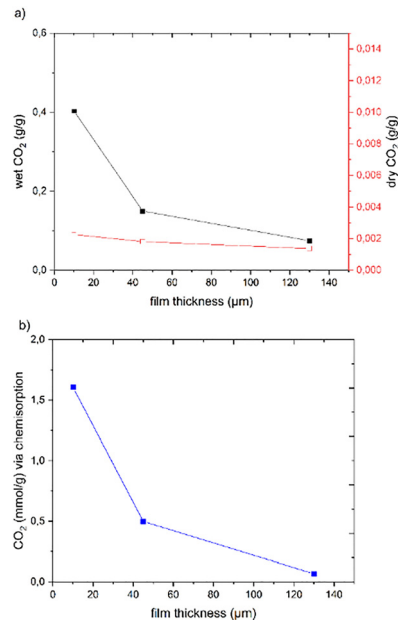 a)
0,6
0,4
0,2
0,0
wet CO₂ (g/g)
0,014
0,012
0,010
0,008
0,006
0,004
0,002
0,000
dry CO₂ (g/g)
0 20 40 60 80 100 120 140
film thickness (µm)
b)
2,0
1,5
1,0
0,5
0,0
CO₂ (mmol/g) via chemisorption
0 20 40 60 80 100 120 140
film thickness (µm)